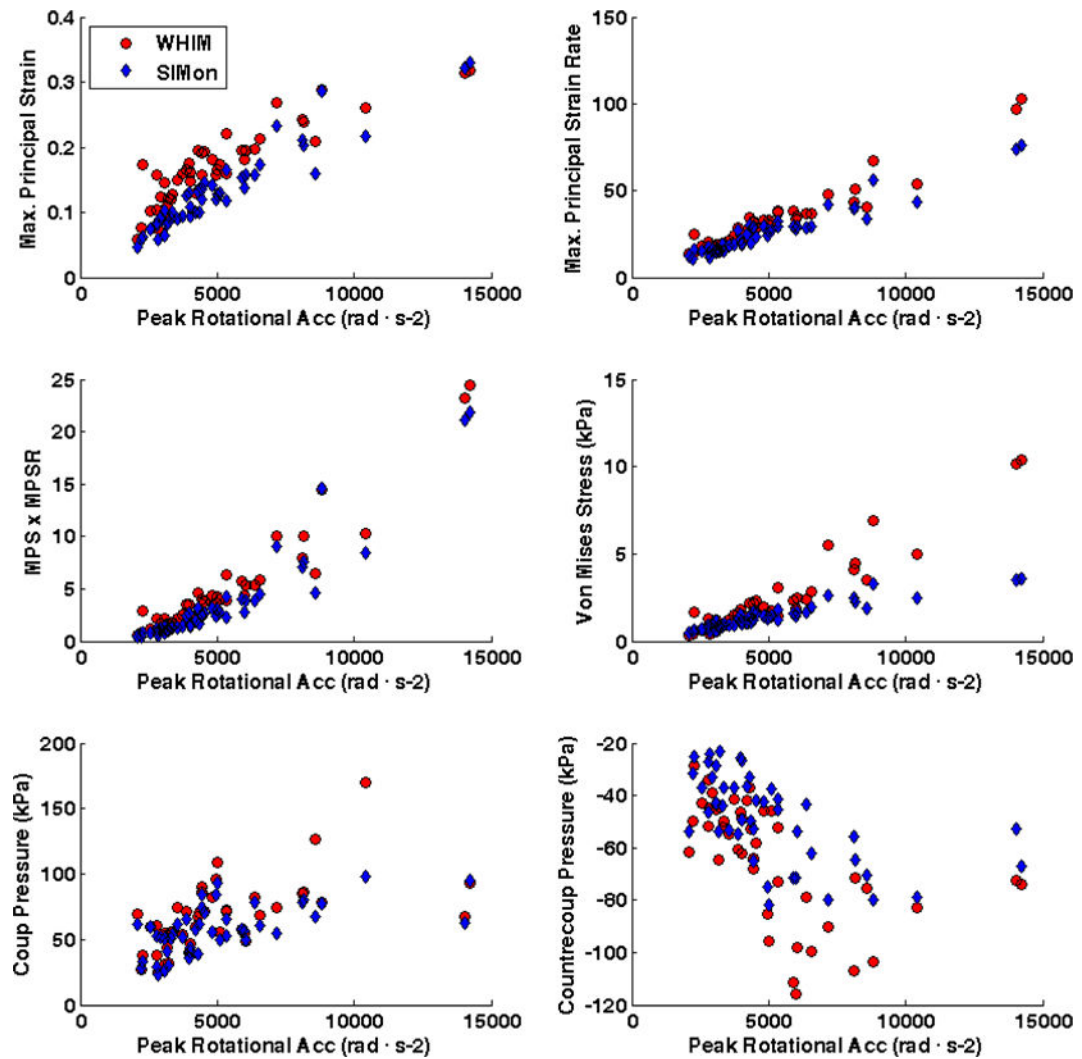 Max. Principal Strain
0.4
0.3
0.2
0.1
0
WHIM
SIMon
0 5000 10000 15000
Peak Rotational Acc (rad · s-2)
Max. Principal Strain Rate
150
100
50
0
0 5000 10000 15000
Peak Rotational Acc (rad · s-2)
MPS x MPSR
25
20
15
10
5
0
0 5000 10000 15000
Peak Rotational Acc (rad · s-2)
Von Mises Stress (kPa)
15
10
5
0
0 5000 10000 15000
Peak Rotational Acc (rad · s-2)
Coup Pressure (kPa)
200
150
100
50
0
0 5000 10000 15000
Peak Rotational Acc (rad · s-2)
Countrecoup Pressure (kPa)
-20
-40
-60
-80
-100
-120
0 5000 10000 15000
Peak Rotational Acc (rad · s-2)